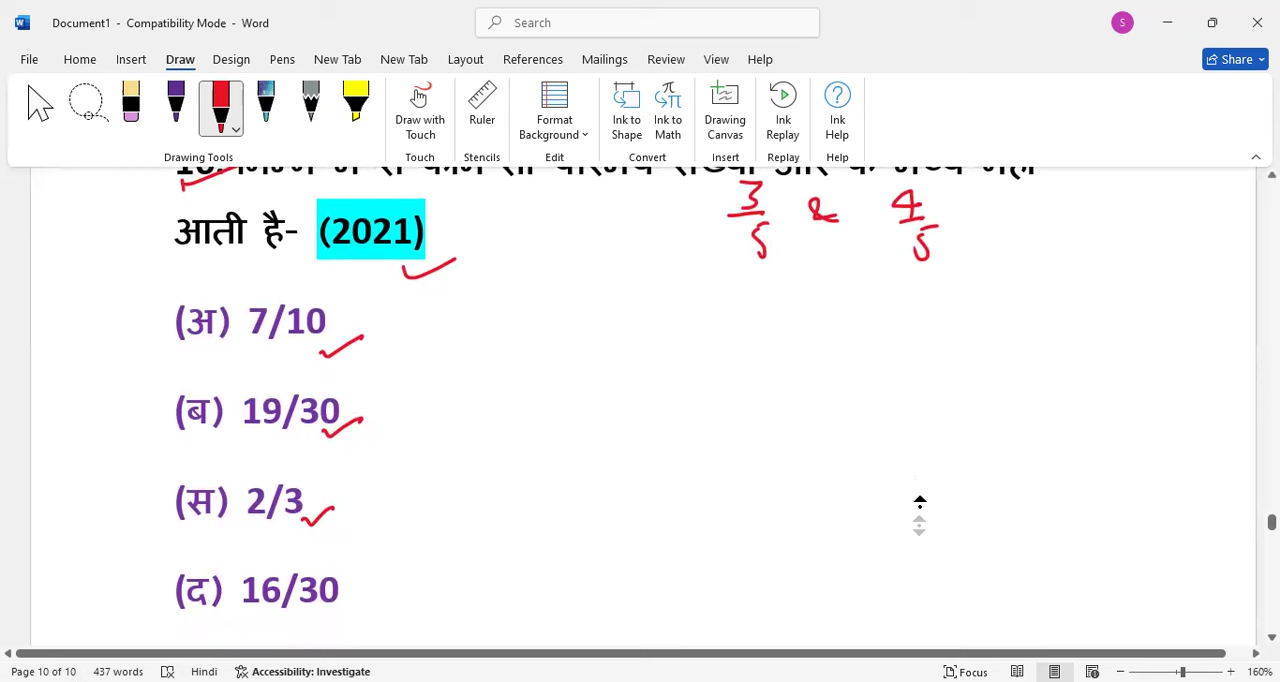 Document1 - Compatibility Mode - Word
Search
S
File Home Insert Draw Design Pens New Tab New Tab Layout References Mailings Review View Help
Share
Draw with Touch
Ruler
Format Background
Ink to Shape
Ink to Math
Drawing Canvas
Ink Replay
Ink Help
Drawing Tools Touch Stencils Edit Convert Insert Replay Help
आती है- (2021)
3/5 & 4/5
(अ) 7/10
(ब) 19/30
(स) 2/3
(द) 16/30
Page 10 of 10 437 words Hindi Accessibility: Investigate Focus 160%